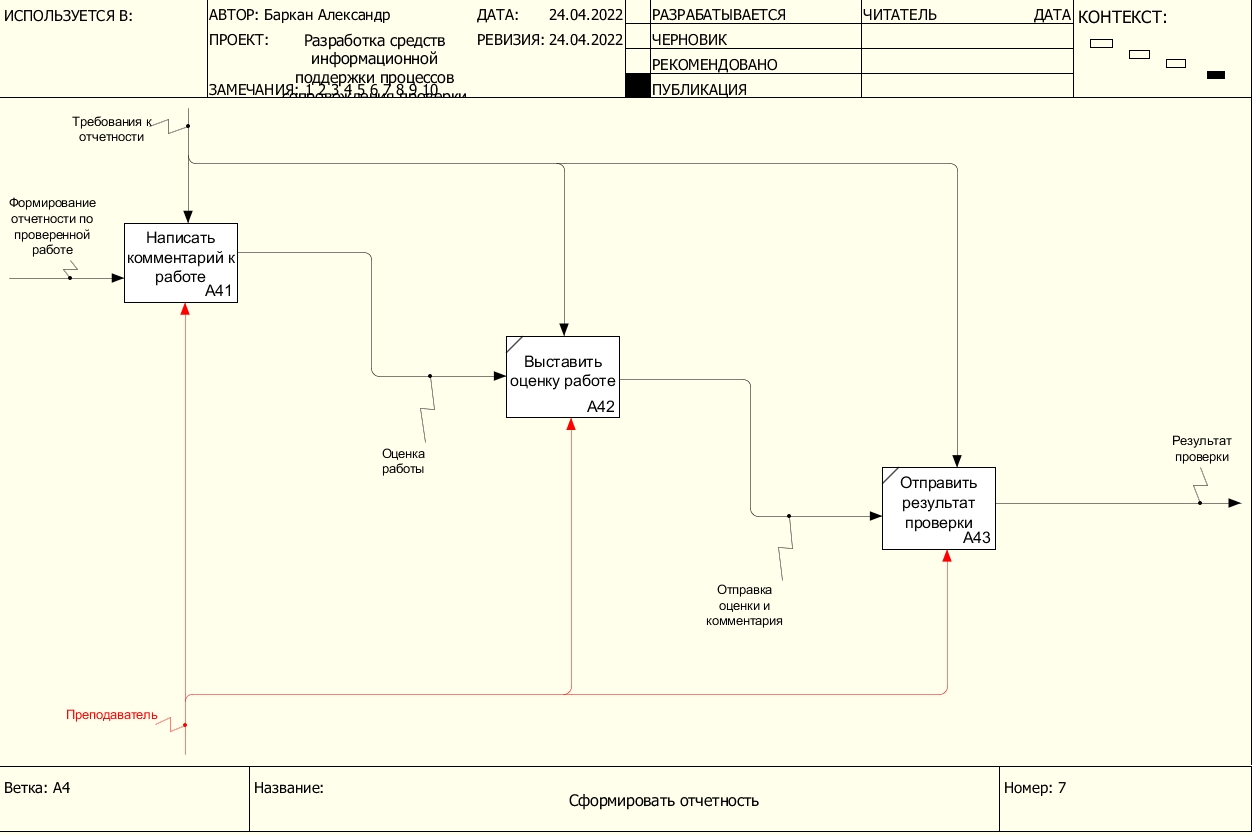 ИСПОЛЬЗУЕТСЯ В:
АВТОР: Баркан Александр
ДАТА: 24.04.2022
ПРОЕКТ: Разработка средств
информационной
поддержки процессов
сопровождения проверки
РЕВИЗИЯ: 24.04.2022
ЗАМЕЧАНИЯ: 1 2 3 4 5 6 7 8 9 10
РАЗРАБАТЫВАЕТСЯ
ЧЕРНОВИК
РЕКОМЕНДОВАНО
ПУБЛИКАЦИЯ
ЧИТАТЕЛЬ ДАТА
КОНТЕКСТ:
Требования к
отчетности
Формирование
отчетности по
проверенной
работе
Написать
комментарий к
работе
A41
Выставить
оценку работе
A42
Оценка
работы
Результат
проверки
Отправить
результат
проверки
A43
Отправка
оценки и
комментария
Преподаватель
Ветка: A4
Название:
Сформировать отчетность
Номер: 7